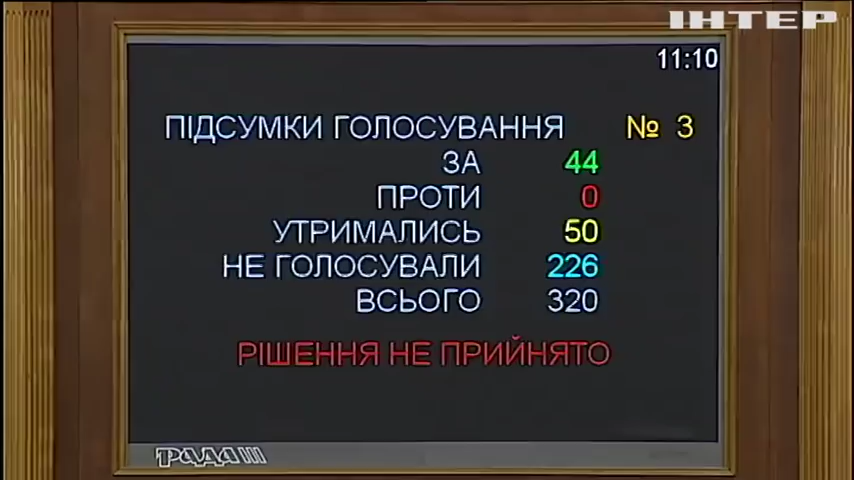 ІНТЕР
11:10
ПІДСУМКИ ГОЛОСУВАННЯ № 3
ЗА 44
ПРОТИ 0
УТРИМАЛИСЬ 50
НЕ ГОЛОСУВАЛИ 226
ВСЬОГО 320
РІШЕННЯ НЕ ПРИЙНЯТО
РАДА III